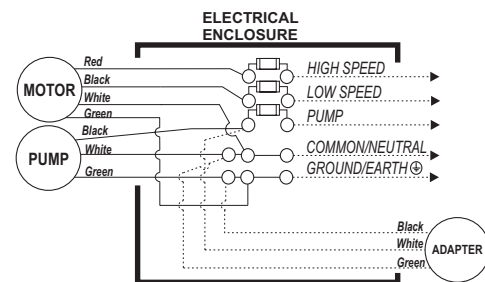 ELECTRICAL
ENCLOSURE
Red
HIGH SPEED
MOTOR
Black
LOW SPEED
White
Green
PUMP
Black
COMMON/NEUTRAL
White
PUMP
GROUND/EARTH
Green
Black
White
ADAPTER
Green